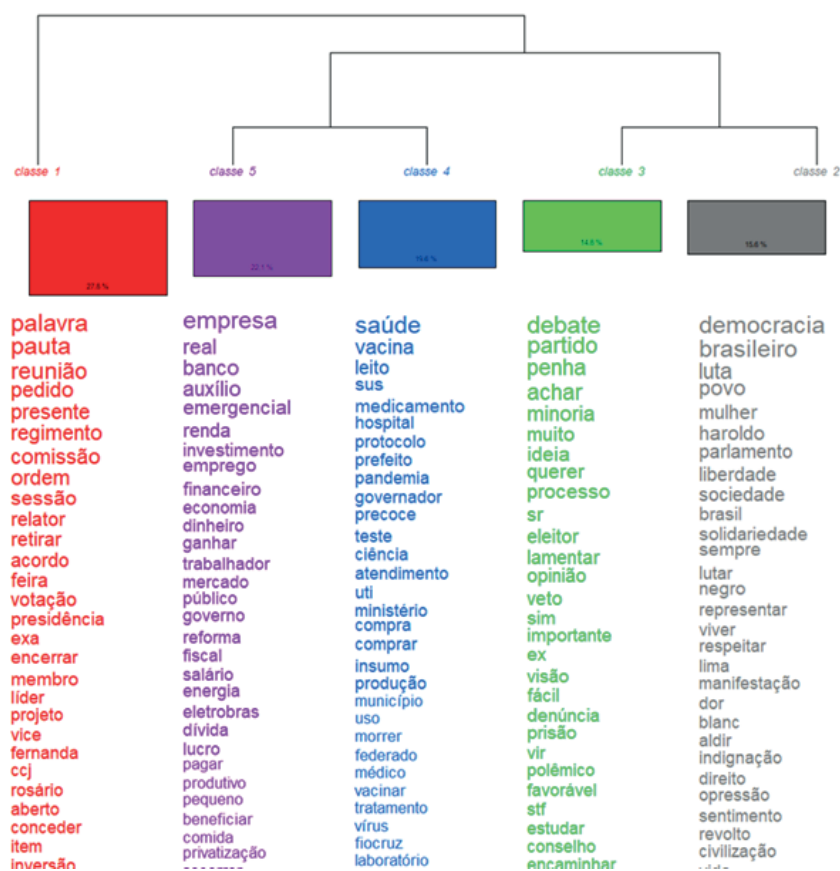 classe 1
classe 5
classe 4
classe 3
classe 2
22.1 %
palavra
pauta
reunião
pedido
presente
regimento
comissão
ordem
sessão
relator
retirar
acordo
feira
votação
presidência
exa
encerrar
membro
líder
projeto
vice
fernanda
ccj
rosário
aberto
conceder
item
inversão
empresa
real
banco
auxílio
emergencial
renda
investimento
emprego
financeiro
economia
dinheiro
ganhar
trabalhador
mercado
público
governo
reforma
fiscal
salário
energia
eletrobras
dívida
lucro
pagar
produtivo
pequeno
beneficiar
comida
privatização
saúde
vacina
leito
sus
medicamento
hospital
protocolo
prefeito
pandemia
governador
precoce
teste
ciência
atendimento
uti
ministério
compra
comprar
insumo
produção
município
uso
morrer
federado
médico
vacinar
tratamento
vírus
fiocruz
laboratório
debate
partido
penha
achar
minoria
muito
ideia
querer
processo
sr
eleitor
lamentar
opinião
veto
sim
importante
ex
visão
fácil
denúncia
prisão
vir
polêmico
favorável
stf
estudar
conselho
encaminhar
democracia
brasileiro
luta
povo
mulher
haroldo
parlamento
liberdade
sociedade
brasil
solidariedade
sempre
lutar
negro
representar
viver
respeitar
lima
manifestação
dor
blanc
aldir
indignação
direito
opressão
sentimento
revolto
civilização